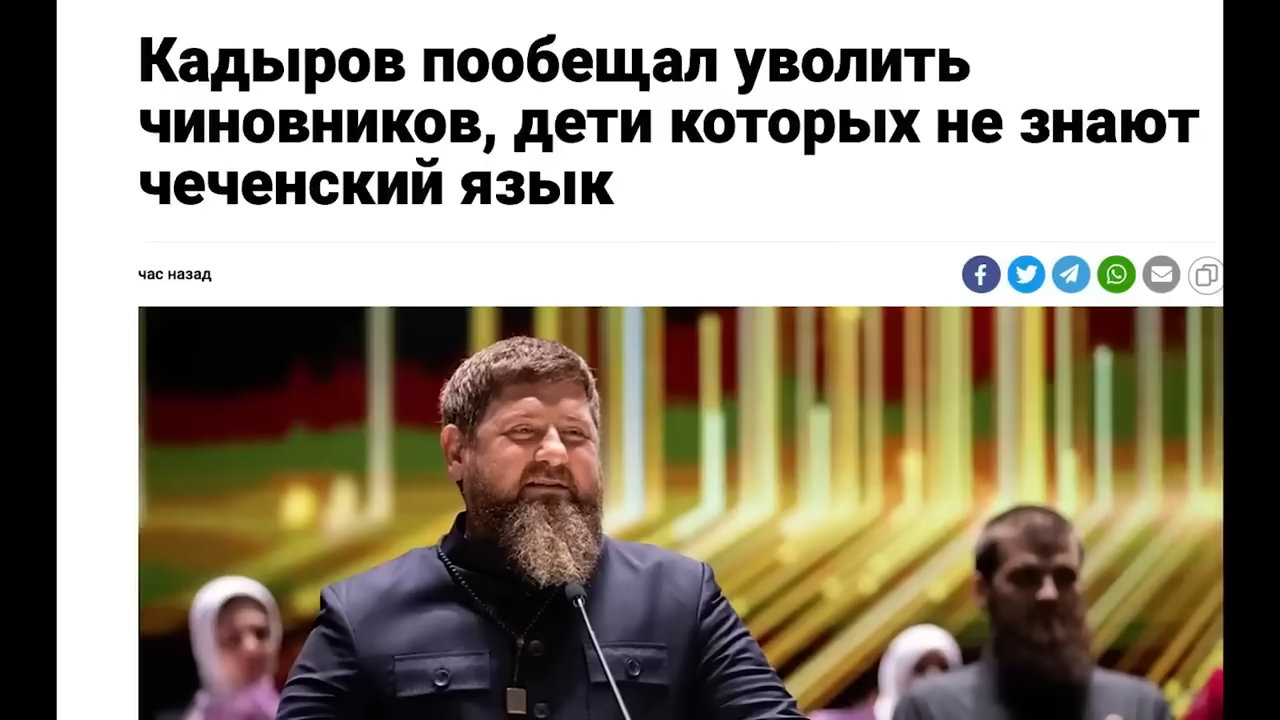 Кадыров пообещал уволить
чиновников, дети которых не знают
чеченский язык
час назад